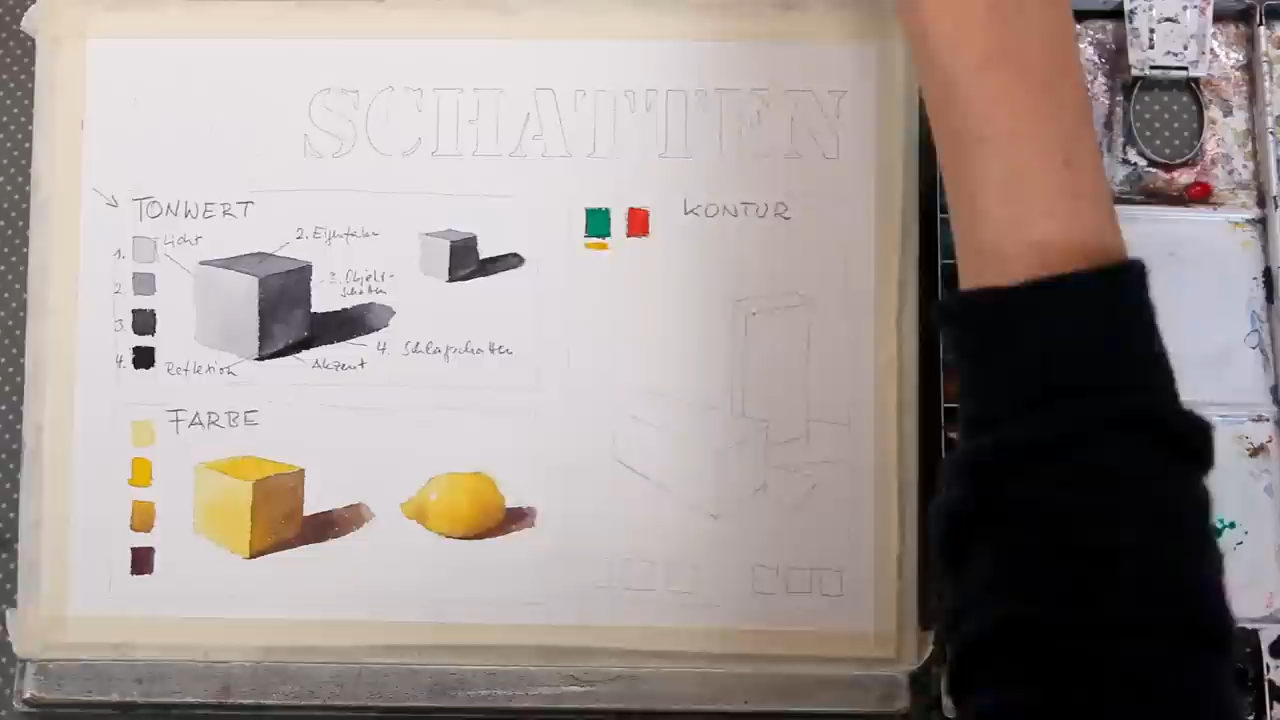 SCHATTEN
TONWERT
1. Licht
2. Eigenfarbe
2
3. Objekt-
schatten
3.
4.
4. Schlagschatten
Reflexion
Akzent
FARBE
KONTUR